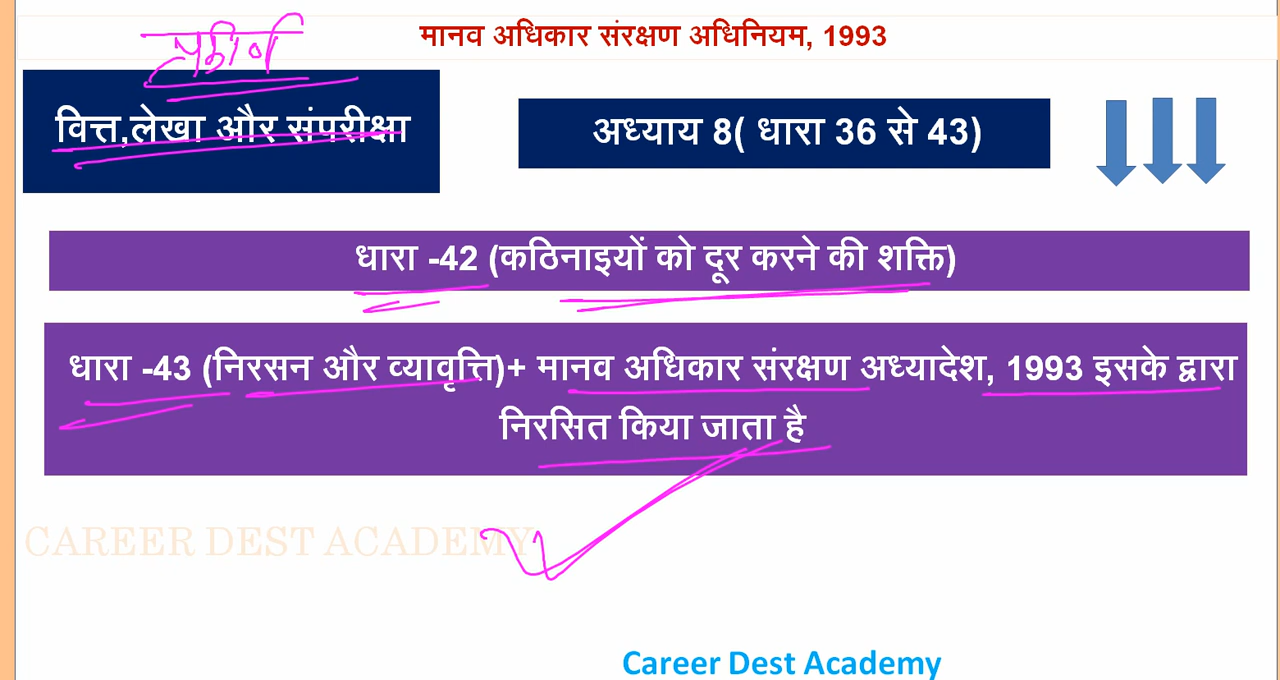 मानव अधिकार संरक्षण अधिनियम, 1993
प्रकीर्ण
वित्त,लेखा और संपरीक्षा
अध्याय 8( धारा 36 से 43)
धारा -42 (कठिनाइयों को दूर करने की शक्ति)
धारा -43 (निरसन और व्यावृत्ति)+ मानव अधिकार संरक्षण अध्यादेश, 1993 इसके द्वारा
निरसित किया जाता है
CAREER DEST ACADEMY
Career Dest Academy